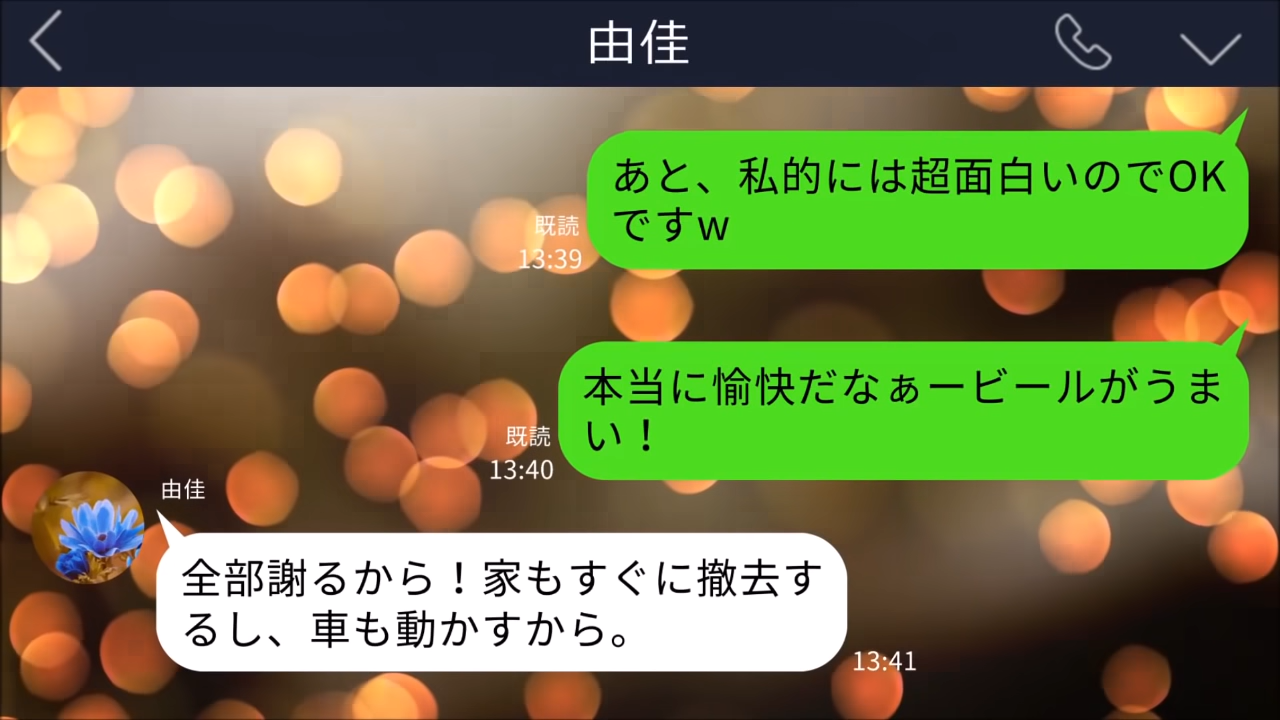 由佳
あと、私的には超面白いのでOK
ですw
既読
13:39
本当に愉快だなぁービールがうま
い！
既読
13:40
由佳
全部謝るから！家もすぐに撤去す
るし、車も動かすから。
13:41